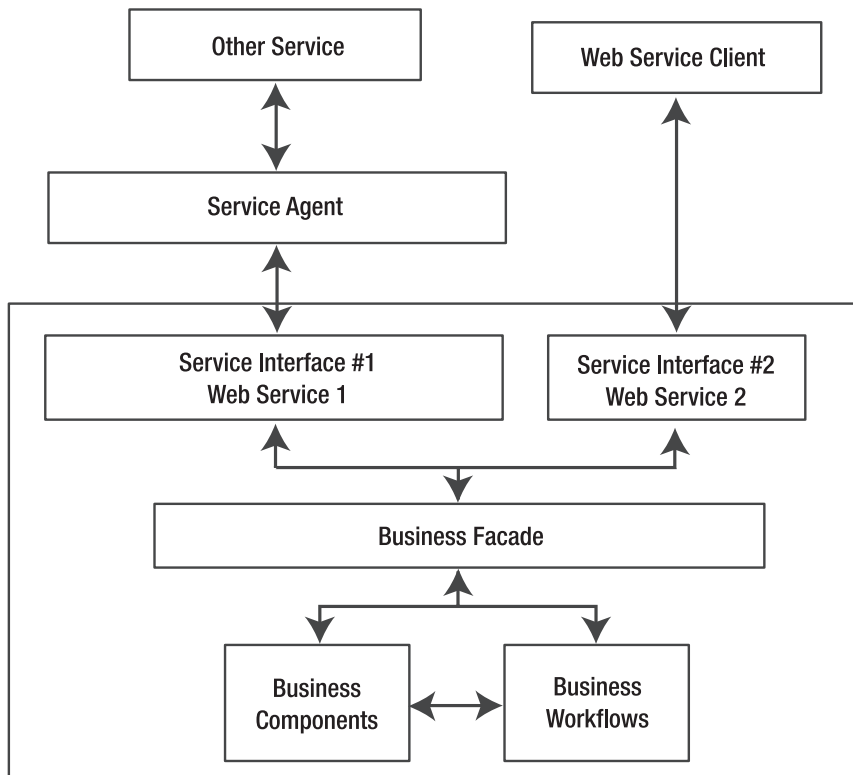 Other Service
Web Service Client
Service Agent
Service Interface #1
Web Service 1
Service Interface #2
Web Service 2
Business Facade
Business
Components
Business
Workflows